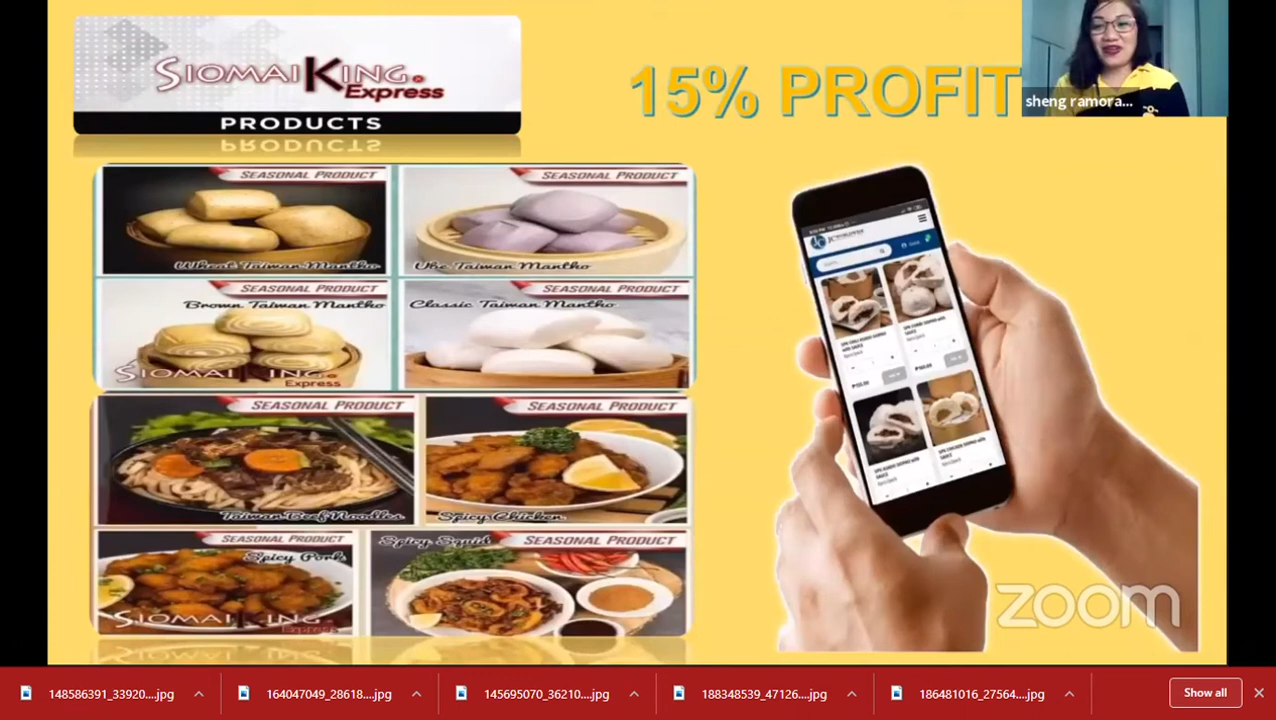 SIOMAI KING
Express
PRODUCTS
15% PROFIT
sheng ramora...
SEASONAL PRODUCT
Wheat Taiwan Mantho
SEASONAL PRODUCT
Ube Taiwan Mantho
SEASONAL PRODUCT
Brown Taiwan Mantho
SIOMAI KING
Express
SEASONAL PRODUCT
Classic Taiwan Mantho
SEASONAL PRODUCT
Taiwan Beef Noodles
SEASONAL PRODUCT
Spicy Chicken
SEASONAL PRODUCT
Spicy Pork
SIOMAI KING
Express
SEASONAL PRODUCT
Spicy Squid
zoom
148586391_33920....jpg
164047049_28618....jpg
145695070_36210....jpg
188348539_47126....jpg
186481016_27564....jpg
Show all